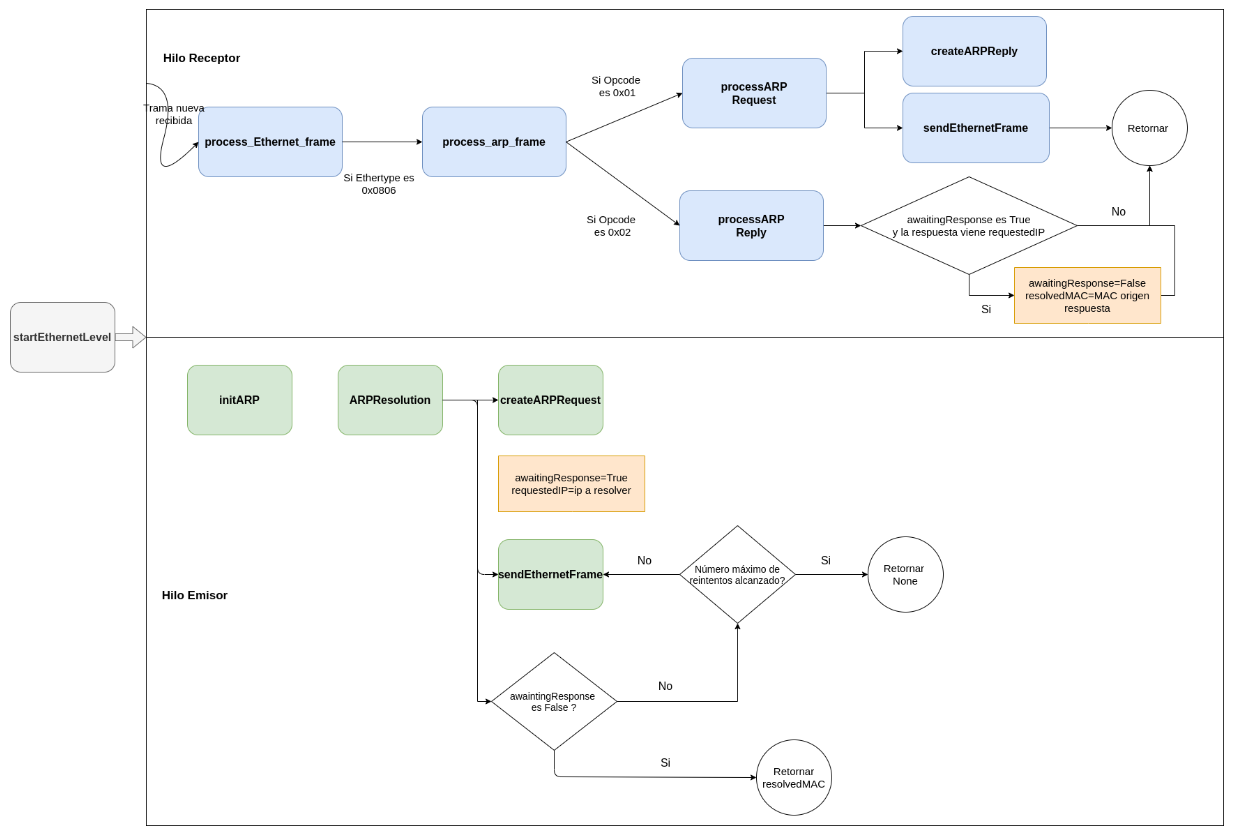 Hilo Receptor
Trama nueva
recibida
process_Ethernet_frame
Si Ethertype es
0x0806
process_arp_frame
Si Opcode
es 0x01
processARP
Request
createARPReply
sendEthernetFrame
Retornar
Si Opcode
es 0x02
processARP
Reply
awaitingResponse es True
y la respuesta viene requestedIP
No
Si
awaitingResponse=False
resolvedMAC=MAC origen
respuesta
startEthernetLevel
initARP
ARPResolution
createARPRequest
awaitingResponse=True
requestedIP=ip a resolver
Hilo Emisor
sendEthernetFrame
No
Número máximo de
reintentos alcanzado?
Si
Retornar
None
awaintingResponse
es False ?
No
Si
Retornar
resolvedMAC